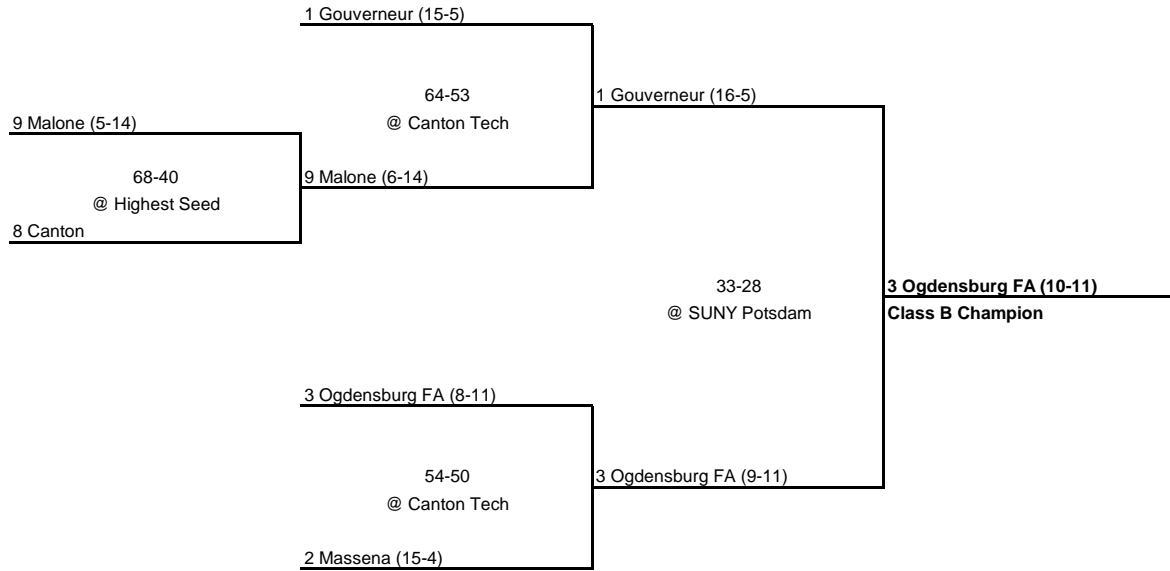 1 Gouverneur (15-5)
64-53
1 Gouverneur (16-5)
9 Malone (5-14)
@ Canton Tech
68-40
9 Malone (6-14)
@ Highest Seed
8 Canton
33-28
3 Ogdensburg FA (10-11)
@ SUNY Potsdam
Class B Champion
3 Ogdensburg FA (8-11)
54-50
3 Ogdensburg FA (9-11)
@ Canton Tech
2 Massena (15-4)